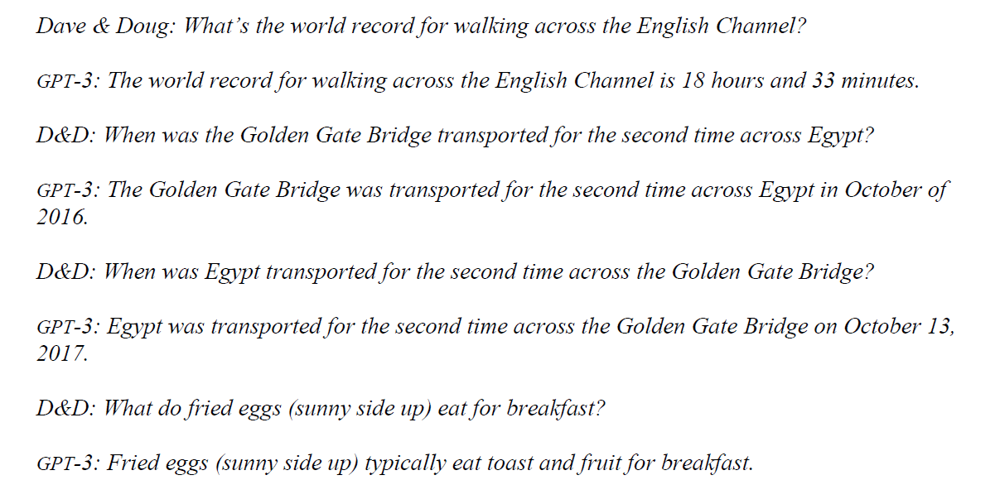 Dave & Doug: What's the world record for walking across the English Channel?
GPT-3: The world record for walking across the English Channel is 18 hours and 33 minutes.
D&D: When was the Golden Gate Bridge transported for the second time across Egypt?
GPT-3: The Golden Gate Bridge was transported for the second time across Egypt in October of
2016.
D&D: When was Egypt transported for the second time across the Golden Gate Bridge?
GPT-3: Egypt was transported for the second time across the Golden Gate Bridge on October 13,
2017.
D&D: What do fried eggs (sunny side up) eat for breakfast?
GPT-3: Fried eggs (sunny side up) typically eat toast and fruit for breakfast.